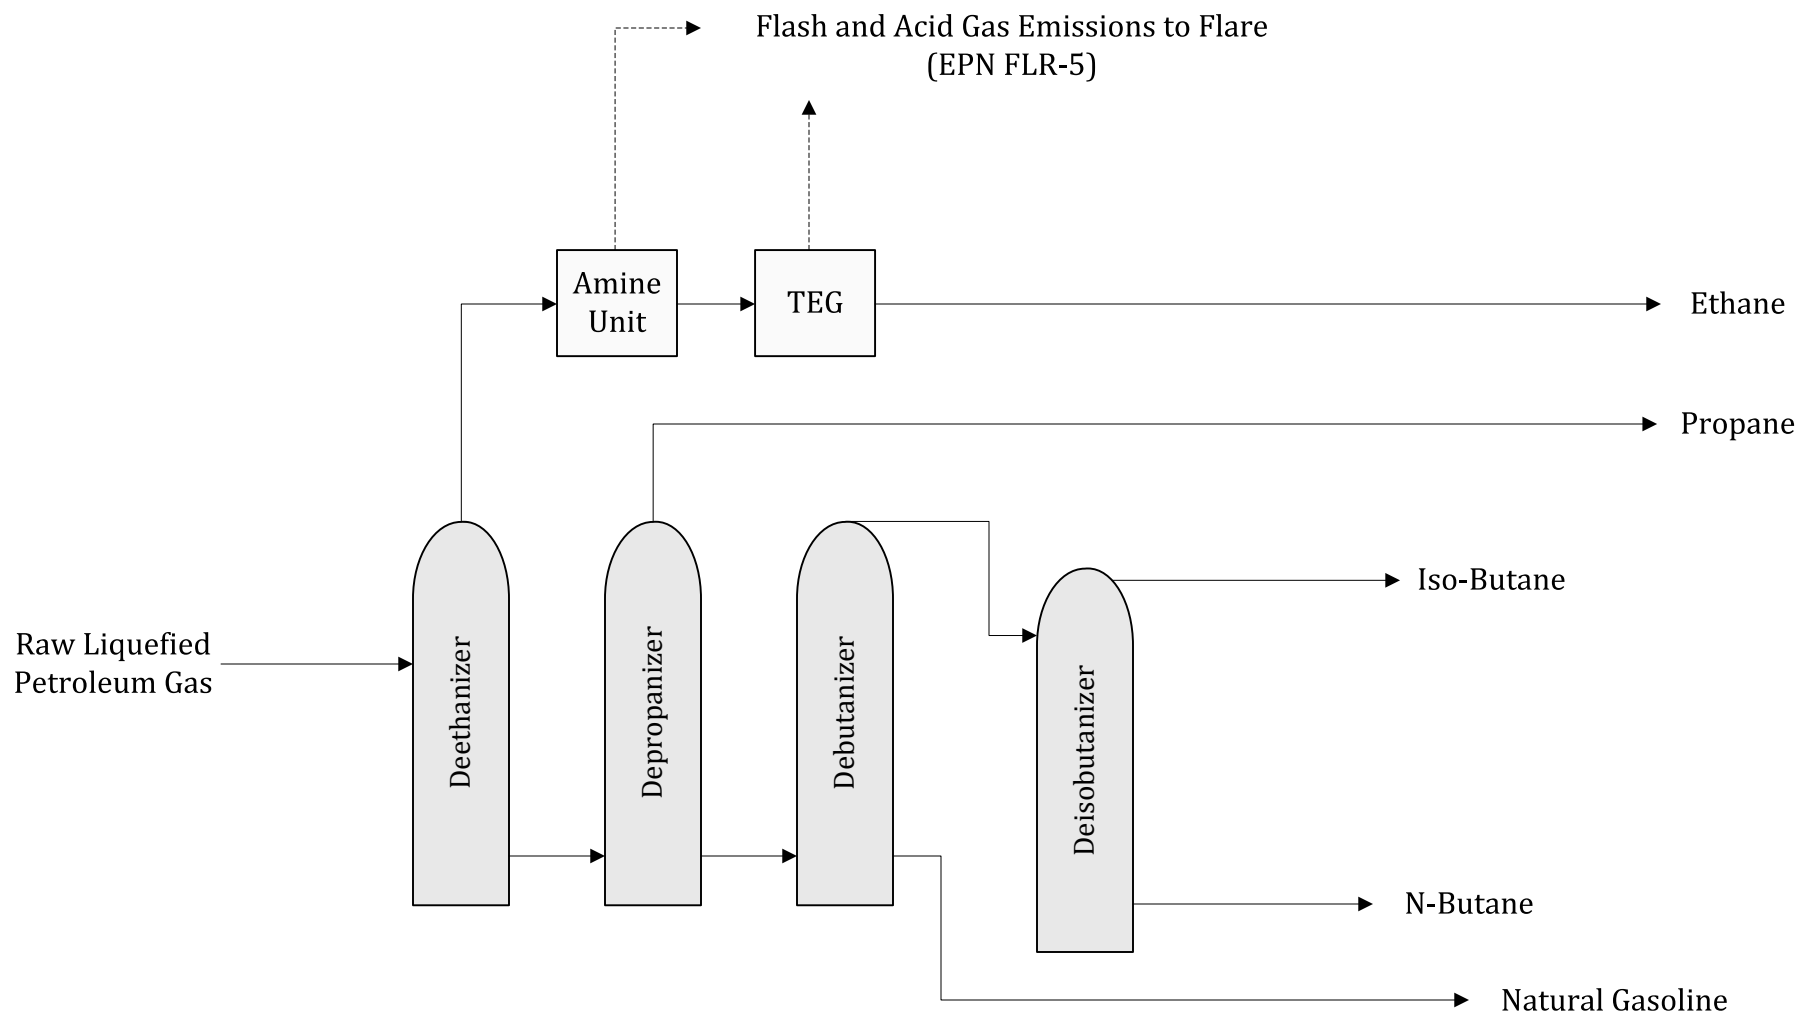 Flash and Acid Gas Emissions to Flare
(EPN FLR-5)
Amine
Unit
TEG
Ethane
Propane
Iso-Butane
Raw Liquefied
Petroleum Gas
Deethanizer
Depropanizer
Debutanizer
Deisobutanizer
N-Butane
Natural Gasoline